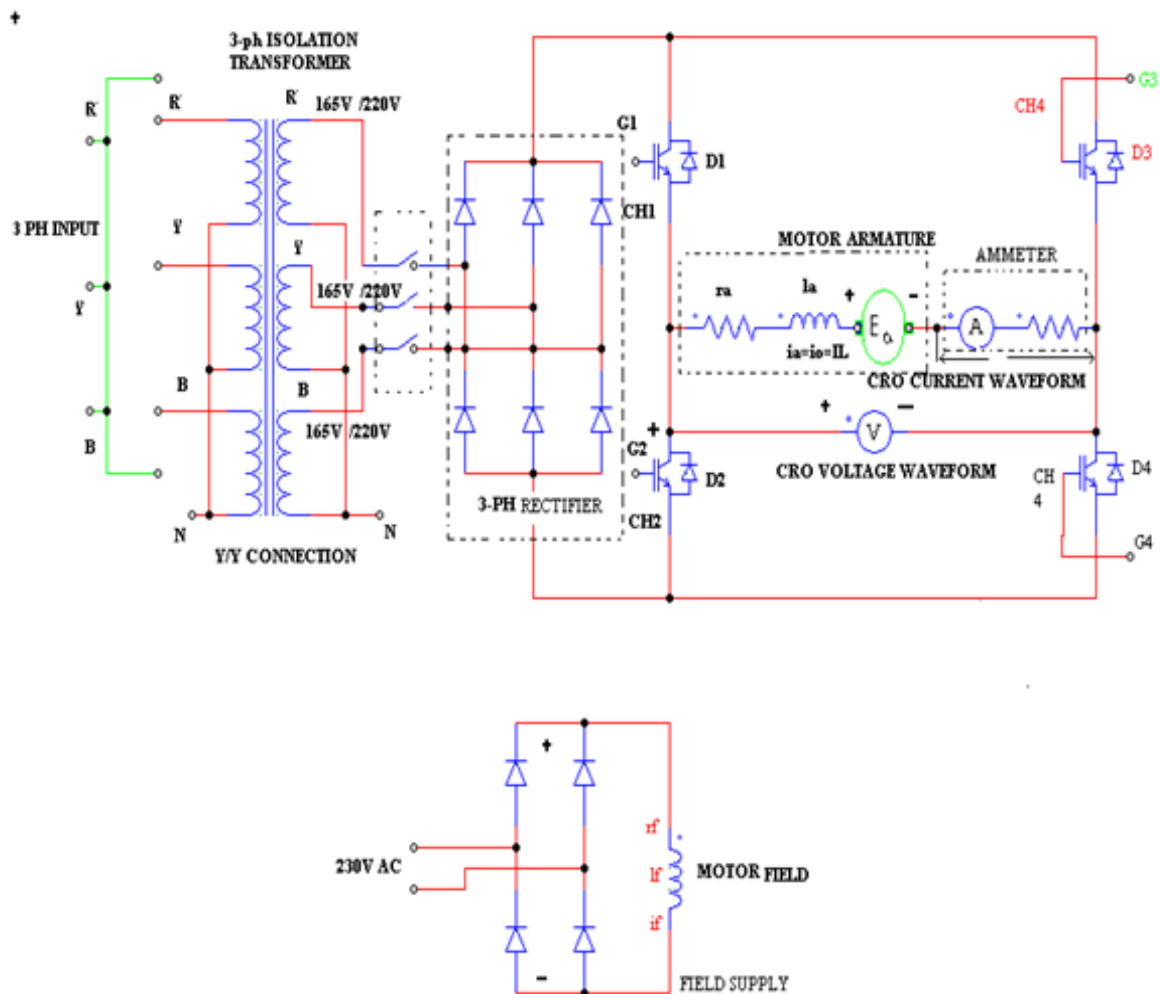 3-ph ISOLATION
TRANSFORMER
R
R
R
165V /220V
3 PH INPUT
Y
Y
Y
165V /220V
B
B
B
165V /220V
N
N
Y/Y CONNECTION
CH1
3-PH RECTIFIER
G1
D1
G2
D2
CH2
CH4
G3
D3
MOTOR ARMATURE
AMMETER
ra
la
+
-
Ea
A
ia=io=IL
CRO CURRENT WAVEFORM
+
+
V
-
CRO VOLTAGE WAVEFORM
CH
4
D4
G4
+
230V AC
-
rf
lf
if
MOTOR FIELD
FIELD SUPPLY